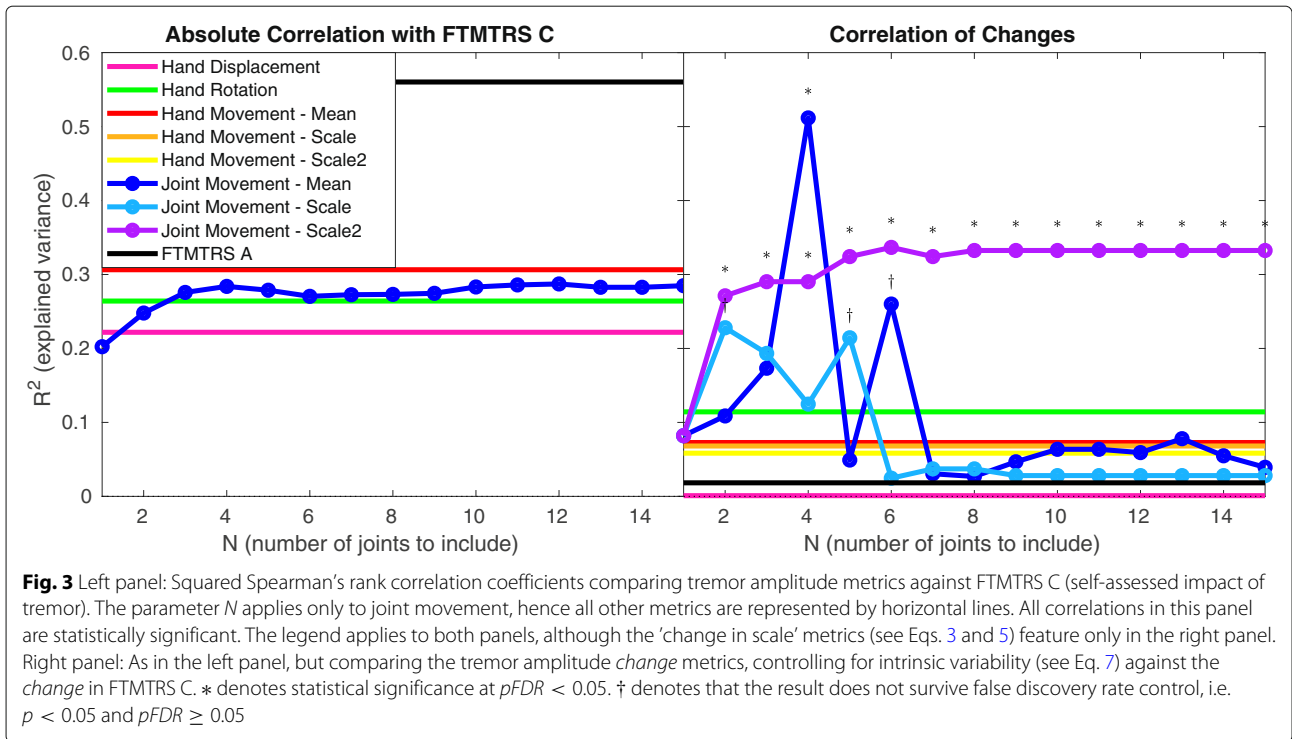 Absolute Correlation with FTMTRS C
Correlation of Changes
0.6
0.5
0.4
0.3
0.2
0.1
0
R² (explained variance)
Hand Displacement
Hand Rotation
Hand Movement - Mean
Hand Movement - Scale
Hand Movement - Scale2
Joint Movement - Mean
Joint Movement - Scale
Joint Movement - Scale2
FTMTRS A
* * * * * * * * * * * * * * *
† † †
2 4 6 8 10 12 14
N (number of joints to include)
2 4 6 8 10 12 14
N (number of joints to include)
Fig. 3 Left panel: Squared Spearman's rank correlation coefficients comparing tremor amplitude metrics against FTMTRS C (self-assessed impact of
tremor). The parameter N applies only to joint movement, hence all other metrics are represented by horizontal lines. All correlations in this panel
are statistically significant. The legend applies to both panels, although the 'change in scale' metrics (see Eqs. 3 and 5) feature only in the right panel.
Right panel: As in the left panel, but comparing the tremor amplitude change metrics, controlling for intrinsic variability (see Eq. 7) against the
change in FTMTRS C. ∗ denotes statistical significance at pFDR < 0.05. † denotes that the result does not survive false discovery rate control, i.e.
p < 0.05 and pFDR ≥ 0.05